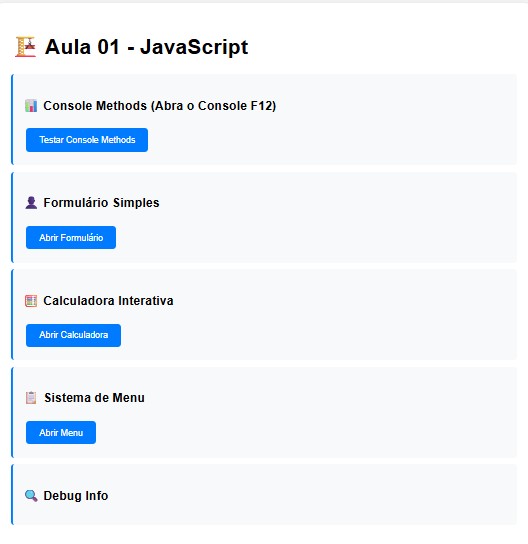 Aula 01 - JavaScript
Console Methods (Abra o Console F12)
Testar Console Methods
Formulário Simples
Abrir Formulário
Calculadora Interativa
Abrir Calculadora
Sistema de Menu
Abrir Menu
Debug Info